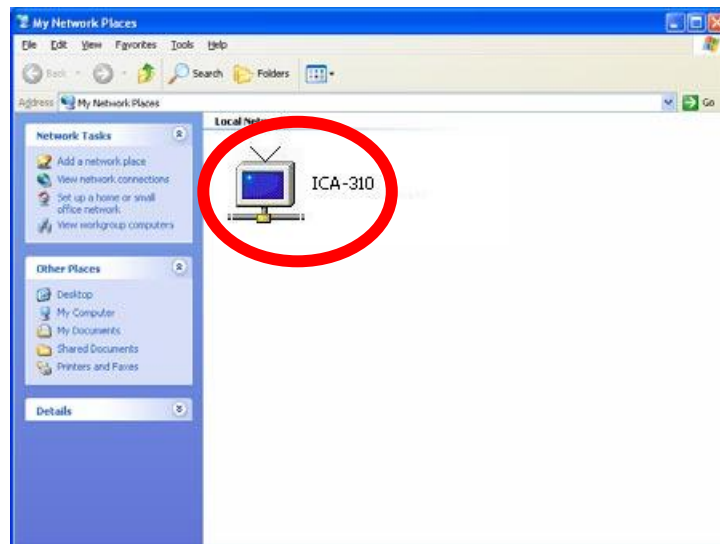 My Network Places
File Edit View Favorites Tools Help
Back Search Folders
Address My Network Places Go
Local
Network Tasks
Add a network place
View network connections
Set up a home or small
office network
View workgroup computers
ICA-310
Other Places
Desktop
My Computer
My Documents
Shared Documents
Printers and Faxes
Details